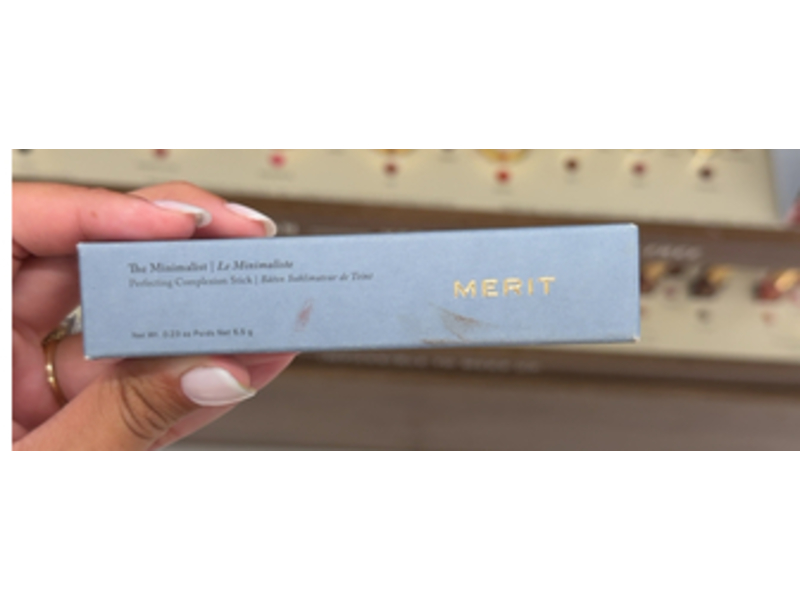 The Minimalist | Le Minimaliste
Perfecting Complexion Stick | Bâton Sublimateur de Teint
MERIT
Net Wt. 0.23 oz Poids Net 6.5 g